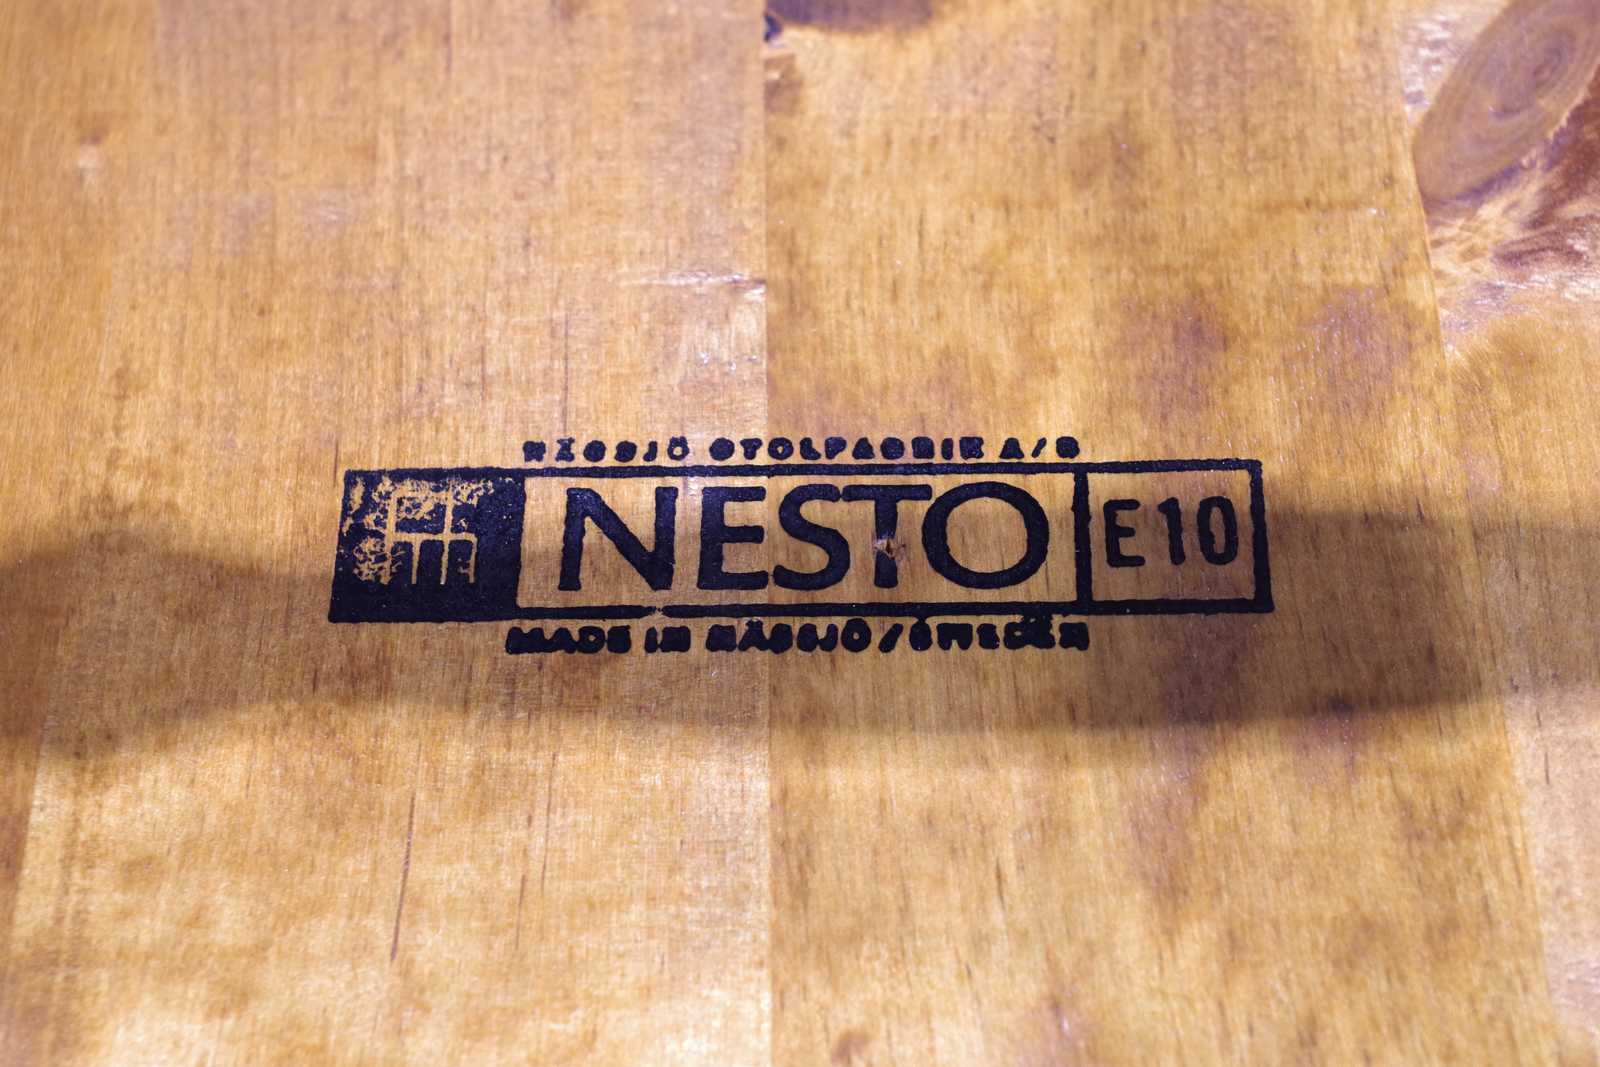 NÄSSJÖ STOLFABRIK A/B
NESTO E10
MADE IN NÄSSJÖ/SWEDEN